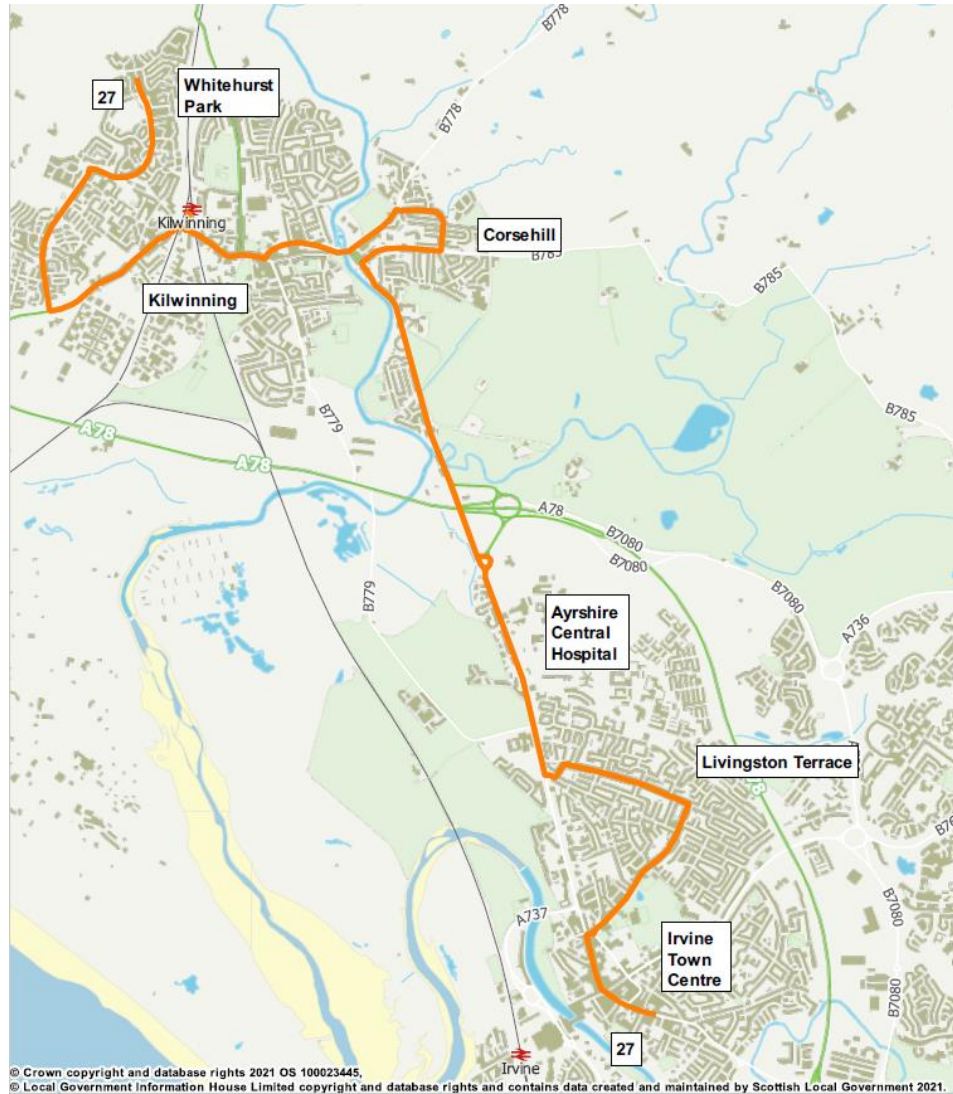 B778
27
Whitehurst
Park
B778
Kilwinning
Corsehill
B785
B785
Kilwinning
B785
B779
A78
A78
A78
B7080
B7080
B779
B7080
A736
Ayrshire
Central
Hospital
Livingston Terrace
78
A737
B7080
Irvine
Town
Centre
B7080
27
Irvine
© Crown copyright and database rights 2021 OS 100023445,
© Local Government Information House Limited copyright and database rights and contains data created and maintained by Scottish Local Government 2021.